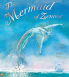 The Mermaid
of Zennor